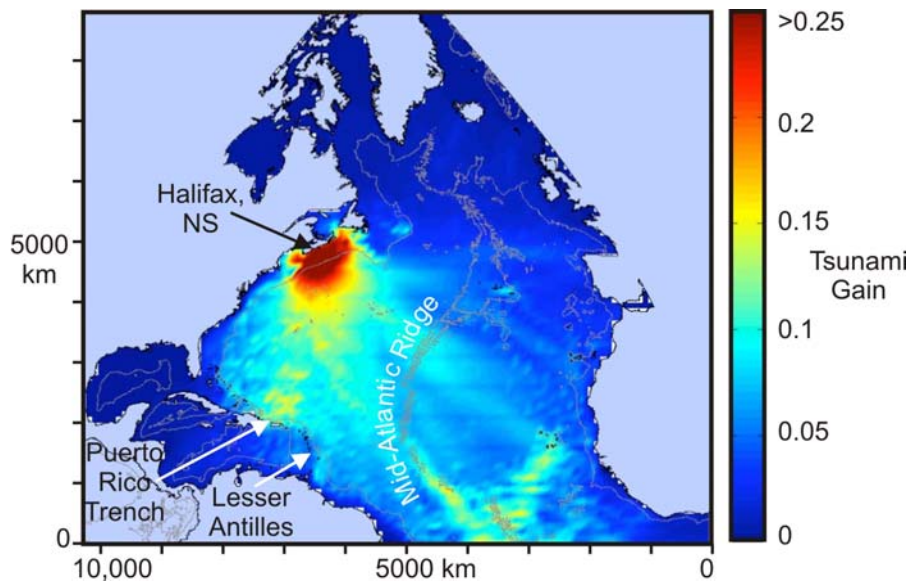 >0.25
0.2
0.15
0.1
0.05
0
Tsunami
Gain
Halifax,
NS
5000
km
0
Mid-Atlantic Ridge
Puerto
Rico
Trench
Lesser
Antilles
10,000
5000 km
0